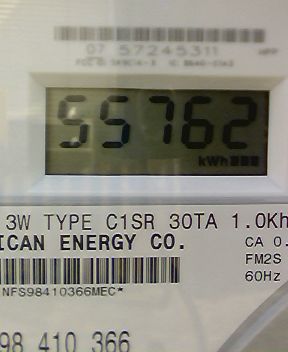 07 57245311
55762
kWh
3W TYPE C1SR 30TA 1.0Kh
ICAN ENERGY CO.
CA 0.
FM2S
60Hz
NFS98410366MEC*
98 410 366